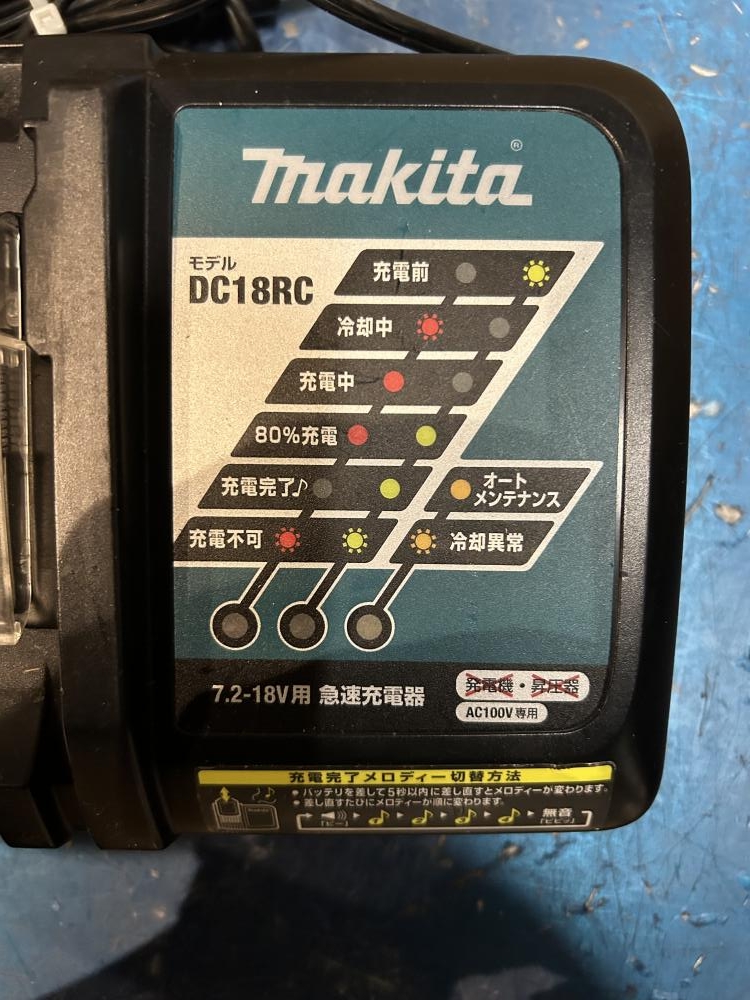 makita®
モデル
DC18RC
充電前
冷却中
充電中
80%充電
充電完了♪
オート
メンテナンス
充電不可
冷却異常
7.2-18V用 急速充電器
発電機・昇圧器
AC100V専用
充電完了メロディー切替方法
• バッテリを差して5秒以内に差し直すとメロディーが変わります。
• 差し直すたびにメロディーが順に変わります。
makita
無音
「ピー」
「ピピッ」